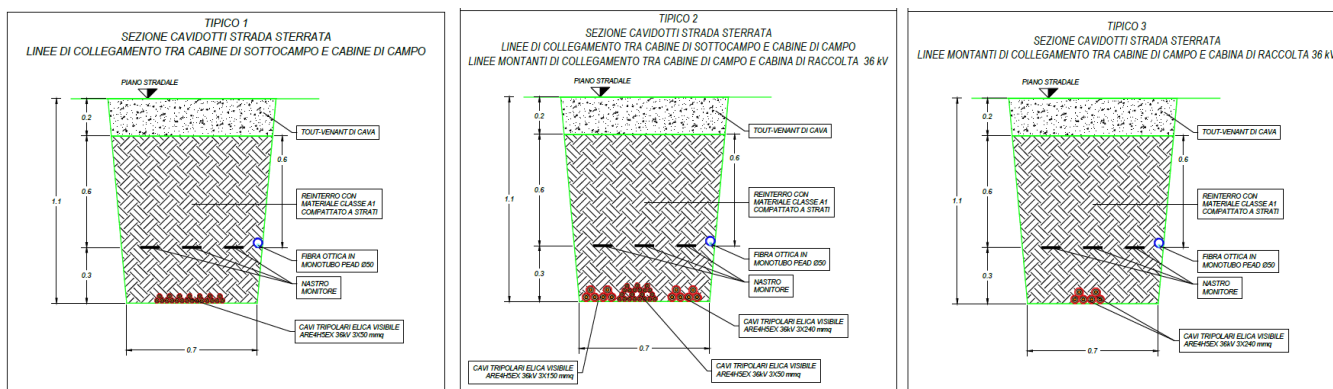 TIPICO 1
SEZIONE CAVIDOTTI STRADA STERRATA
LINEE DI COLLEGAMENTO TRA CABINE DI SOTTOCAMPO E CABINE DI CAMPO
PIANO STRADALE
0.2
TOUT-VENANT DI CAVA
0.6
0.6
1.1
REINTERRO CON
MATERIALE CLASSE A1
COMPATTATO A STRATI
FIBRA OTTICA IN
MONOTUBO PEAD Ø50
0.3
NASTRO
MONITORE
CAVI TRIPOLARI ELICA VISIBILE
ARE4H5EX 36kV 3X50 mmq
0.7
TIPICO 2
SEZIONE CAVIDOTTI STRADA STERRATA
LINEE DI COLLEGAMENTO TRA CABINE DI SOTTOCAMPO E CABINE DI CAMPO
LINEE MONTANTI DI COLLEGAMENTO TRA CABINE DI CAMPO E CABINA DI RACCOLTA 36 kV
PIANO STRADALE
0.2
TOUT-VENANT DI CAVA
0.6
0.6
1.1
REINTERRO CON
MATERIALE CLASSE A1
COMPATTATO A STRATI
FIBRA OTTICA IN
MONOTUBO PEAD Ø50
0.3
NASTRO
MONITORE
CAVI TRIPOLARI ELICA VISIBILE
ARE4H5EX 36kV 3X240 mmq
0.7
CAVI TRIPOLARI ELICA VISIBILE
ARE4H5EX 36kV 3X150 mmq
CAVI TRIPOLARI ELICA VISIBILE
ARE4H5EX 36kV 3X50 mmq
TIPICO 3
SEZIONE CAVIDOTTI STRADA STERRATA
LINEE MONTANTI DI COLLEGAMENTO TRA CABINE DI CAMPO E CABINA DI RACCOLTA 36 kV
PIANO STRADALE
0.2
TOUT-VENANT DI CAVA
0.6
0.6
1.1
REINTERRO CON
MATERIALE CLASSE A1
COMPATTATO A STRATI
FIBRA OTTICA IN
MONOTUBO PEAD Ø50
0.3
NASTRO
MONITORE
CAVI TRIPOLARI ELICA VISIBILE
ARE4H5EX 36kV 3X240 mmq
0.7